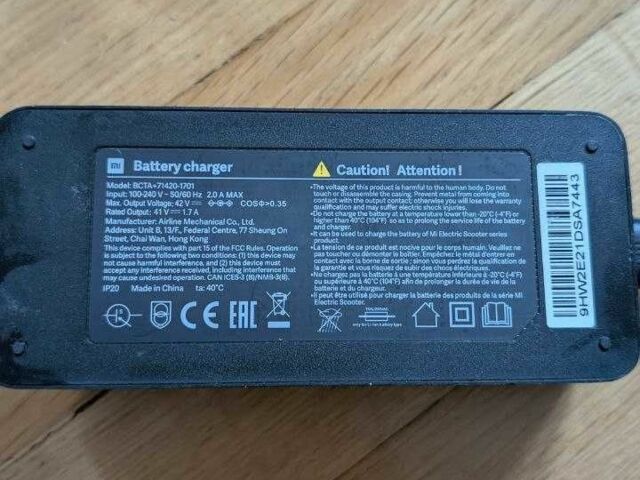 mi Battery charger
Model: BCTA+71420-1701
Input: 100-240 V ~ 50/60 Hz 2.0 A MAX
Max. Output Voltage: 42 V COSΦ>0.35
Rated Output: 41 V 1.7 A
Manufacturer: Airline Mechanical Co., Ltd.
Address: Unit B, 13/F., Federal Centre, 77 Sheung On
Street, Chai Wan, Hong Kong
This device complies with part 15 of the FCC Rules. Operation
is subject to the following two conditions: (1) this device may
not cause harmful interference, and (2) this device must
accept any interference received, including interference that
may cause undesired operation. CAN ICES-3 (B)/NMB-3(B).
IP20 Made in China ta: 40°C
CE EAC
Caution! Attention!
•The voltage of this product is harmful to the human body. Do not
touch or disassemble the casing. Prevent metal from coming into
contact with the output contact; otherwise you will lose the warranty
qualification and may suffer other injuries.
•Do not charge the battery at a temperature lower than -20°C (-4°F) or
higher than 40°C (104°F) so as to prolong the service life of the battery
and charger.
•It can be used to charge the battery of Mi Electric Scooter series
product.
•La tension de ce produit est nocive pour le corps humain. Veuillez ne
pas toucher ou démonter le boîtier. Empêchez le métal d'entrer en
contact avec la borne de sortie; sinon vous perdrez la qualification de
la garantie et vous risquez de subir des chocs électriques.
•Ne chargez pas la batterie à une température inférieure à -20°C (-4°F)
ou supérieure à 40°C (104°F) afin de prolonger la durée de vie de la
batterie et du chargeur.
•Il peut être utilisé pour charger la batterie des produits de la série Mi
Electric Scooter.
ta
9HW2E21DSA7443